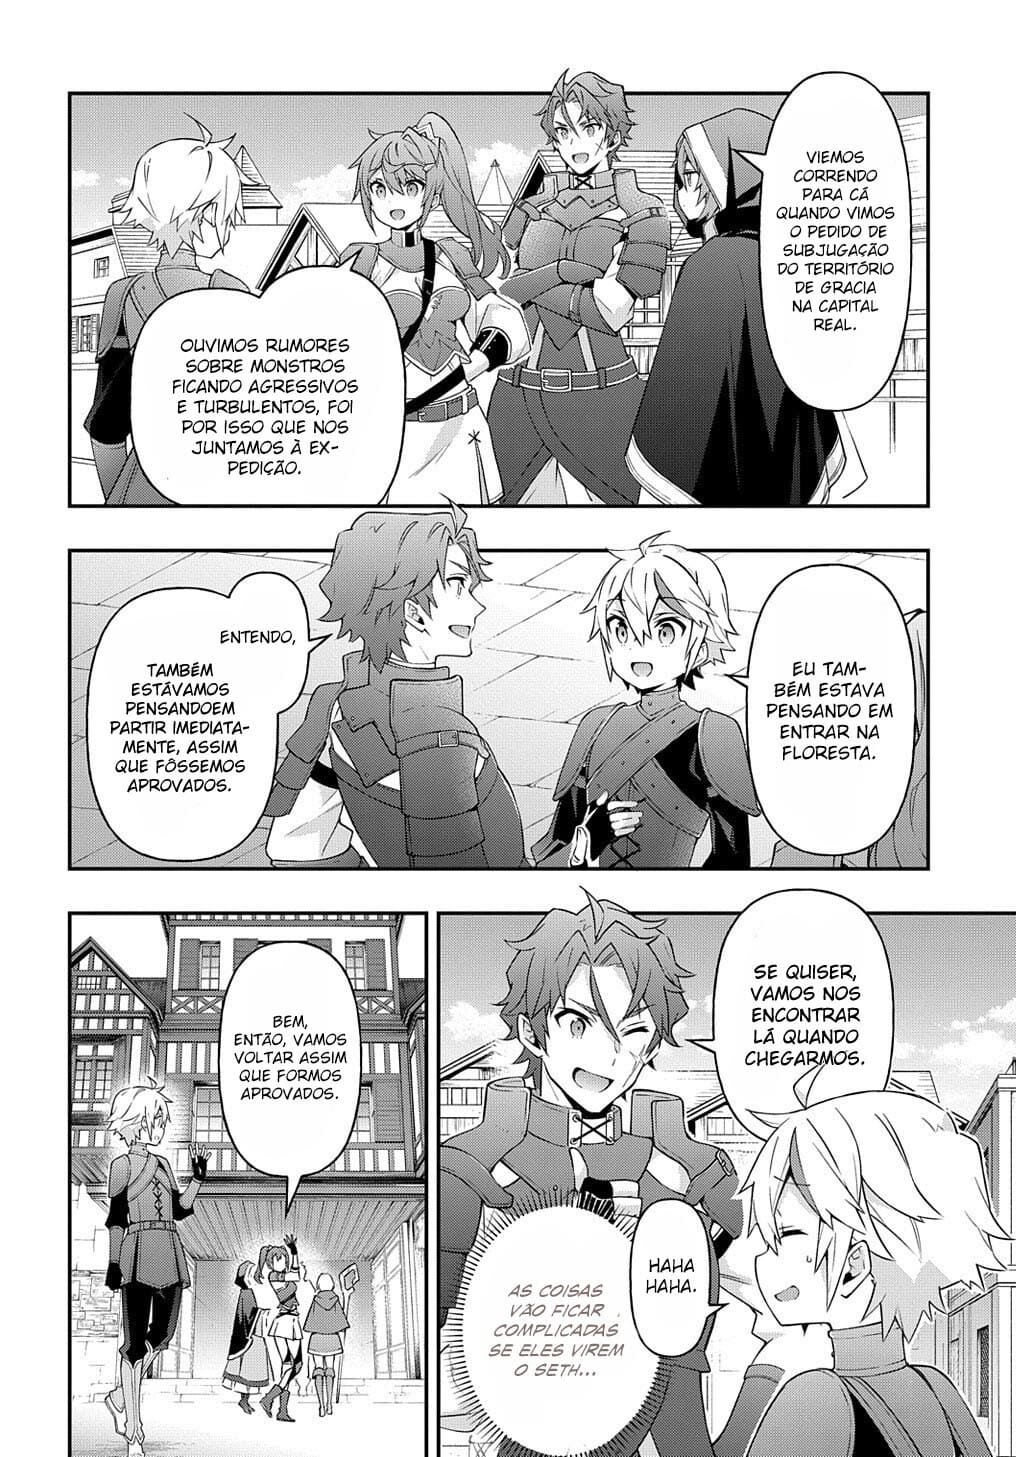 VIEMOS
CORRENDO
PARA CÁ
QUANDO VIMOS
O PEDIDO DE
SUBJUGAÇÃO
DO TERRITÓRIO
DE GRACIA
NA CAPITAL
REAL.
OUVIMOS RUMORES
SOBRE MONSTROS
FICANDO AGRESSIVOS
E TURBULENTOS, FOI
POR ISSO QUE NOS
JUNTAMOS À EX-
PEDIÇÃO.
EU TAM-
BÉM ESTAVA
PENSANDO EM
ENTRAR NA
FLORESTA.
ENTENDO,
TAMBÉM
ESTÁVAMOS
PENSANDOEM
PARTIR IMEDIATA-
MENTE, ASSIM
QUE FÔSSEMOS
APROVADOS.
SE QUISER,
VAMOS NOS
ENCONTRAR
LÁ QUANDO
CHEGARMOS.
HAHA
HAHA.
AS COISAS
VÃO FICAR
COMPLICADAS
SE ELES VIREM
O SETH...
BEM,
ENTÃO, VAMOS
VOLTAR ASSIM
QUE FORMOS
APROVADOS.